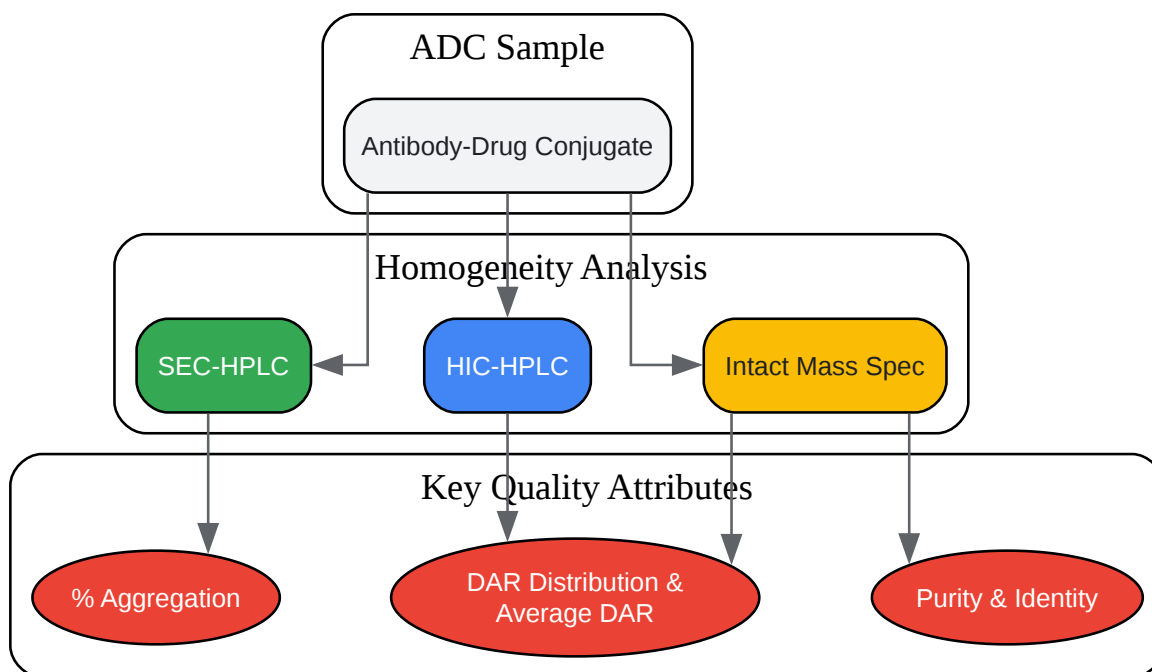 ADC Sample
Antibody-Drug Conjugate
Homogeneity Analysis
SEC-HPLC
HIC-HPLC
Intact Mass Spec
Key Quality Attributes
% Aggregation
DAR Distribution &
Average DAR
Purity & Identity